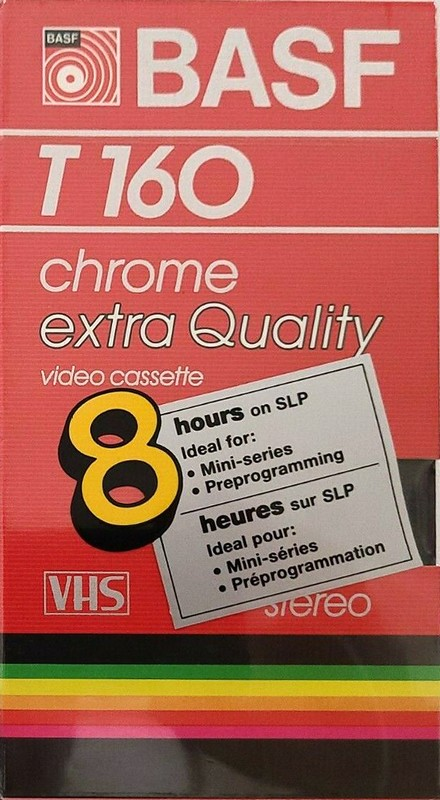 BASF
BASF
T 160
chrome
extra Quality
video cassette
8
hours on SLP
Ideal for:
• Mini-series
• Preprogramming
heures sur SLP
Ideal pour:
• Mini-séries
• Préprogrammation
VHS
stereo